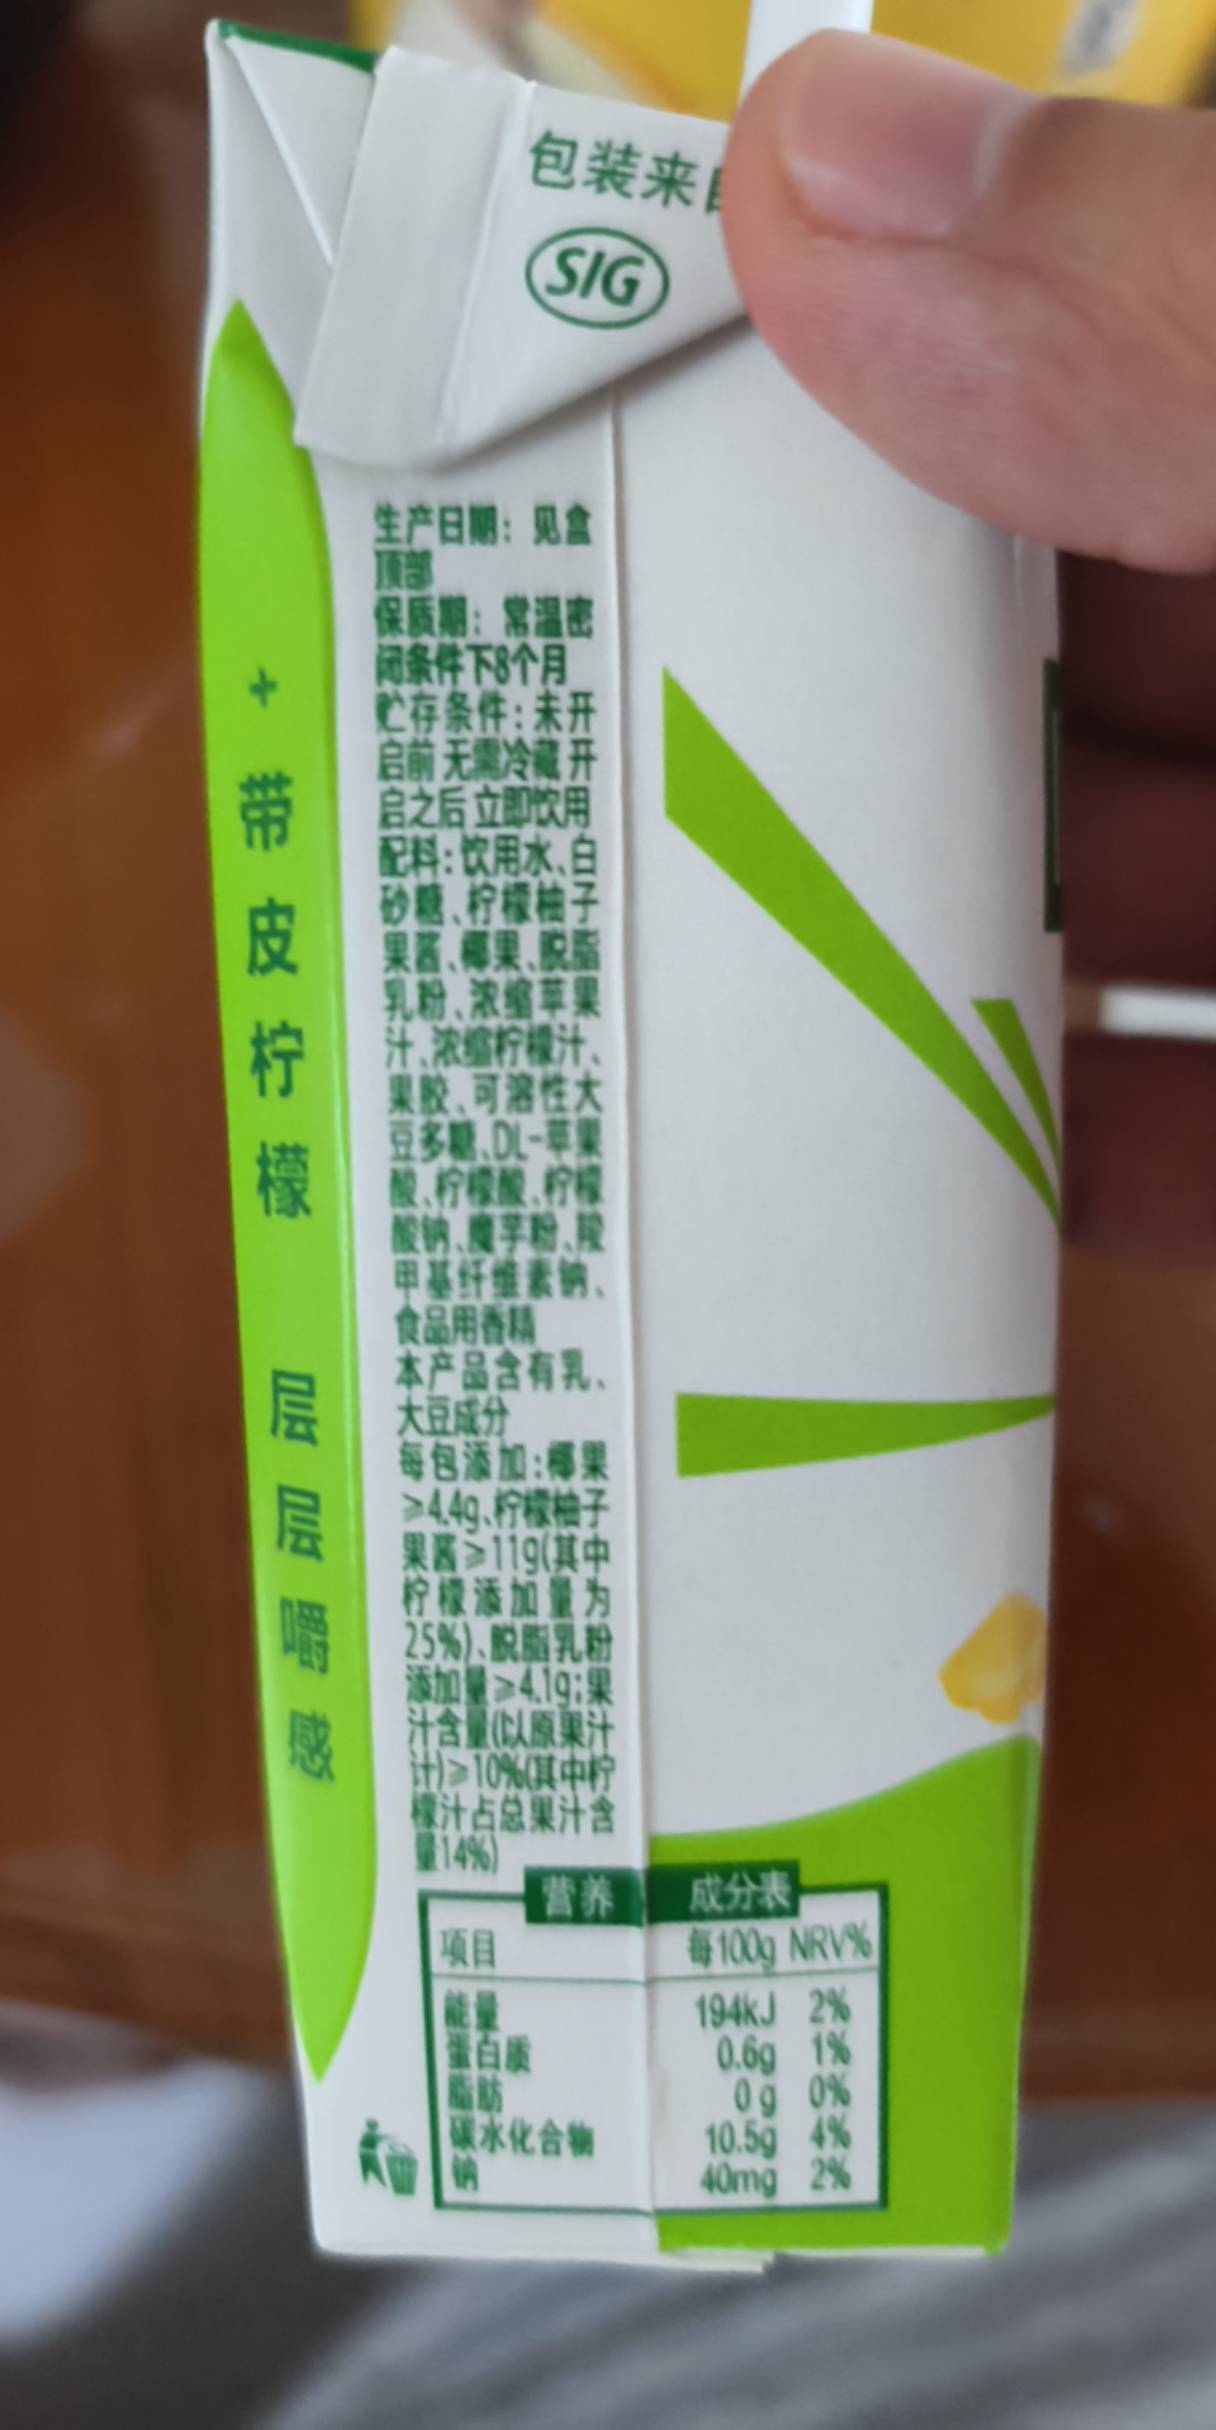 包装来
SIG
+带皮柠檬 层层嚼感
生产日期：见盒
顶部
保质期：常温密
闭条件下8个月
贮存条件：未开
启前无需冷藏开
启之后立即饮用
配料：饮用水、白
砂糖、柠檬柚子
果酱、椰果、脱脂
乳粉、浓缩苹果
汁、浓缩柠檬汁、
果胶、可溶性大
豆多糖、DL-苹果
酸、柠檬酸、柠檬
酸钠、魔芋粉、羧
甲基纤维素钠、
食品用香精
本产品含有乳、
大豆成分
每包添加：椰果
≥4.4g、柠檬柚子
果酱≥11g(其中
柠檬添加量为
25%)、脱脂乳粉
添加量≥4.1g；果
汁含量(以原果汁
计)≥10%(其中柠
檬汁占总果汁含
量14%)
营养成分表
项目 每100g NRV%
能量 194kJ 2%
蛋白质 0.6g 1%
脂肪 0g 0%
碳水化合物 10.5g 4%
钠 40mg 2%